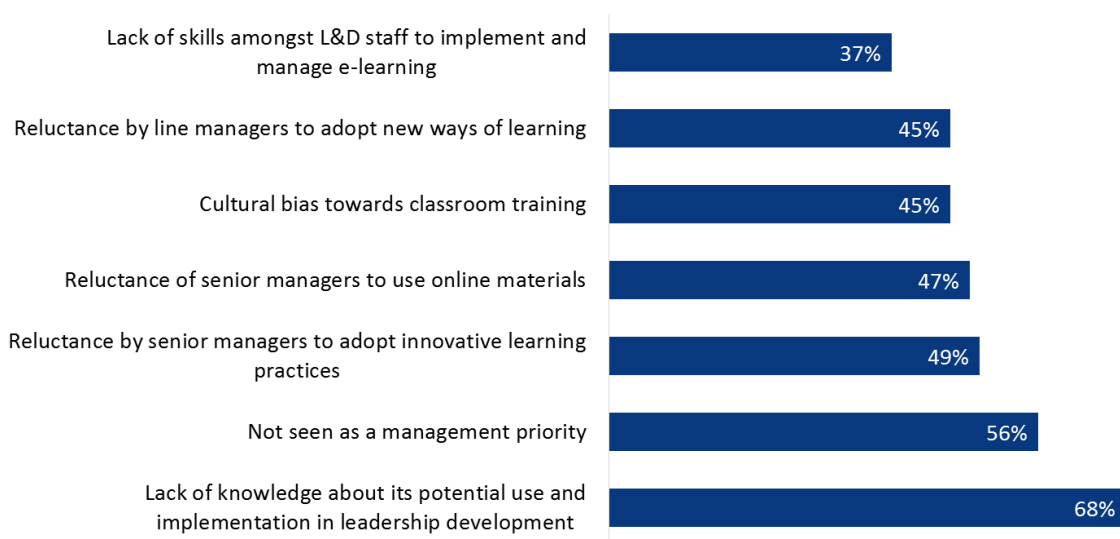 Lack of skills amongst L&D staff to implement and
manage e-learning
37%
Reluctance by line managers to adopt new ways of learning
45%
Cultural bias towards classroom training
45%
Reluctance of senior managers to use online materials
47%
Reluctance by senior managers to adopt innovative learning
practices
49%
Not seen as a management priority
56%
Lack of knowledge about its potential use and
implementation in leadership development
68%